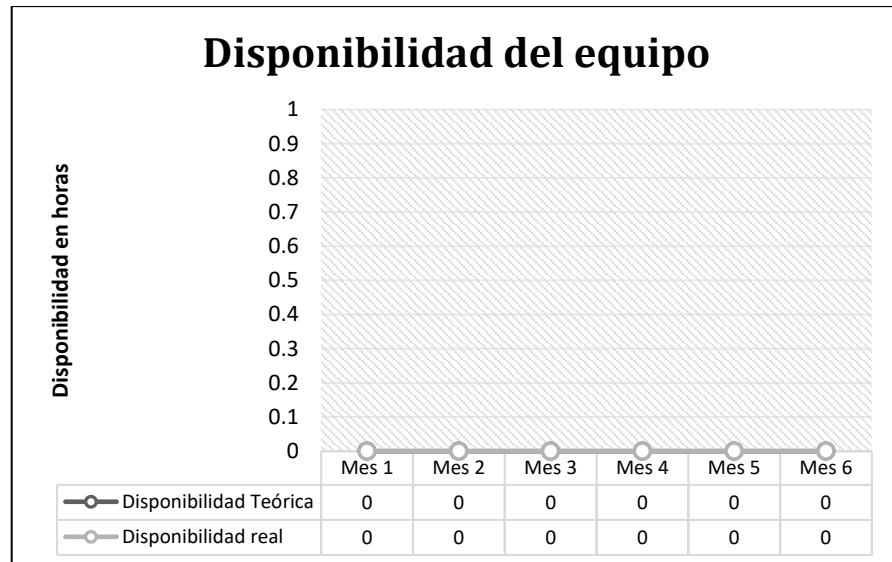 Disponibilidad del equipo
Disponibilidad en horas
1
0.9
0.8
0.7
0.6
0.5
0.4
0.3
0.2
0.1
0
Mes 1 Mes 2 Mes 3 Mes 4 Mes 5 Mes 6
Disponibilidad Teórica 0 0 0 0 0 0
Disponibilidad real 0 0 0 0 0 0